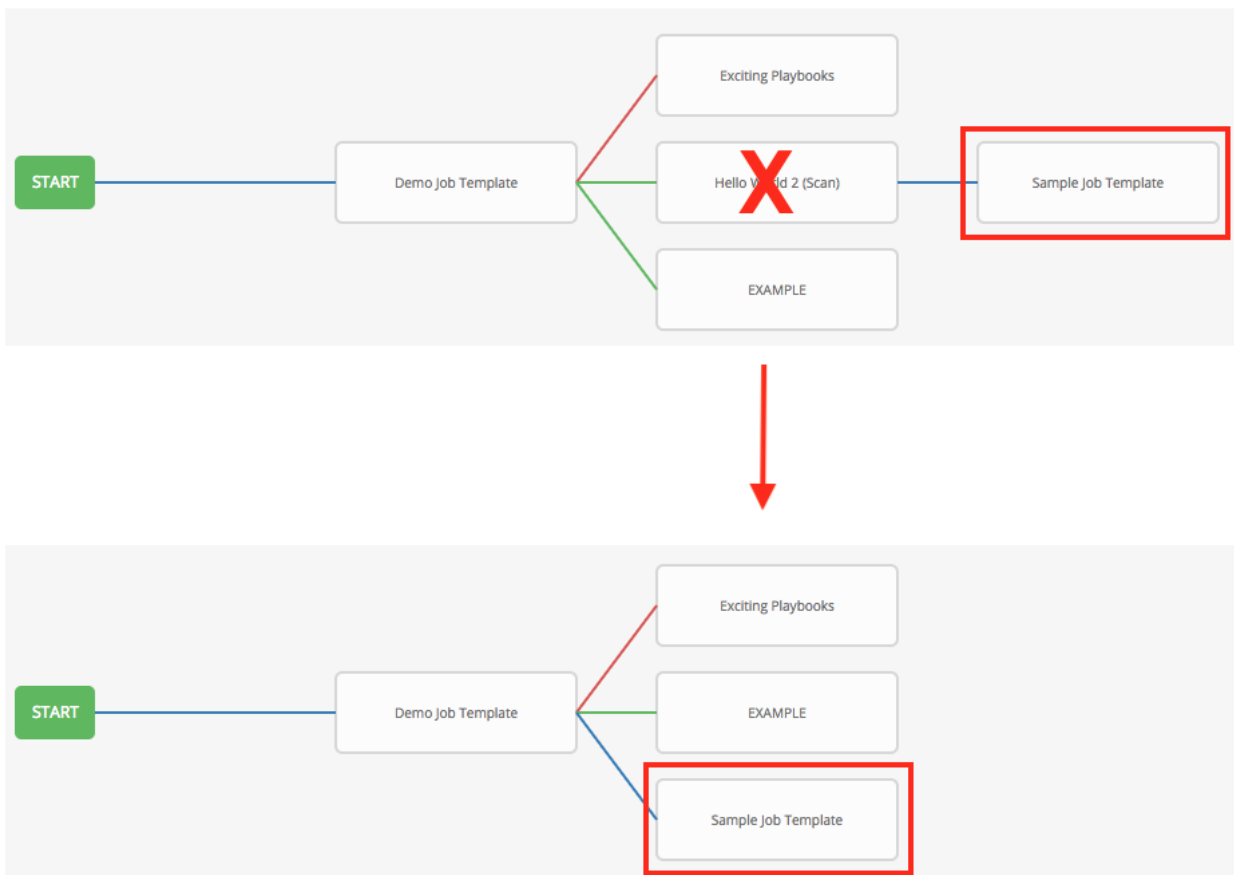 Exciting Playbooks
START
Demo Job Template
Hello World 2 (Scan)
X
Sample Job Template
EXAMPLE
Exciting Playbooks
START
Demo Job Template
EXAMPLE
Sample Job Template